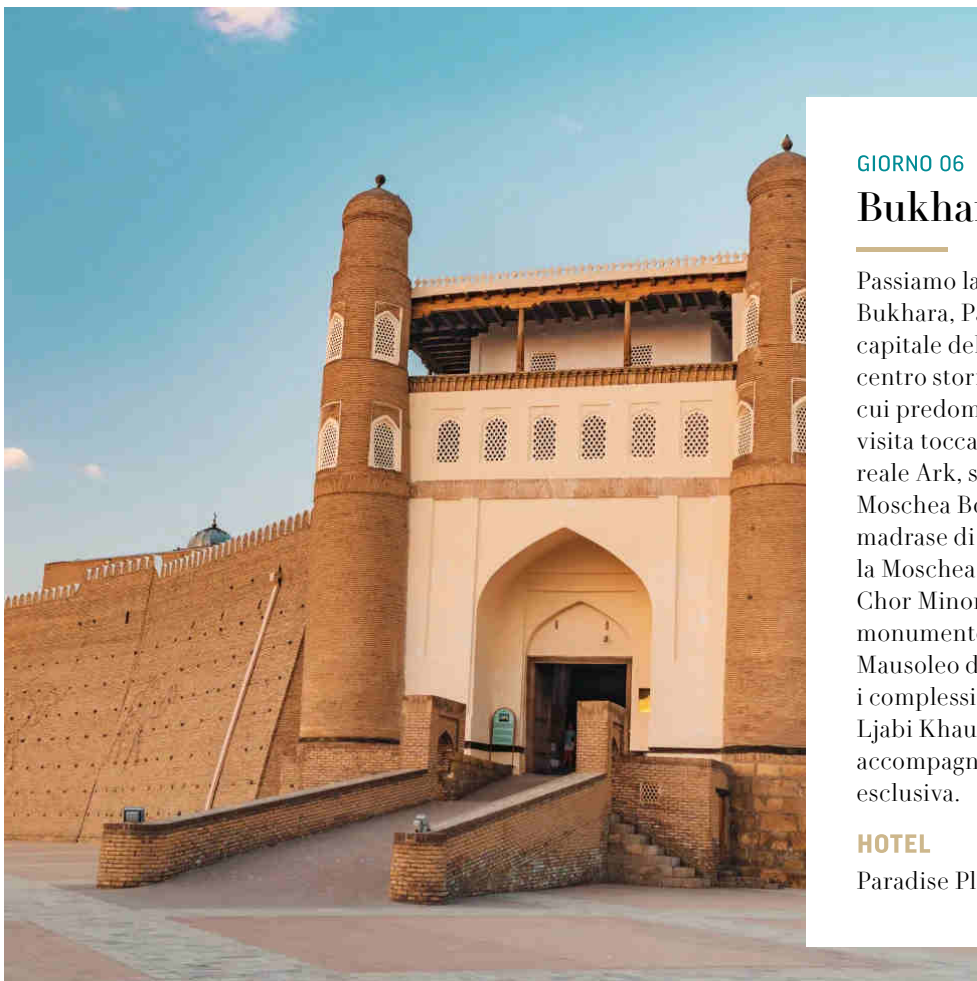 GIORNO 06
Bukha
Passiamo la
Bukhara, P
capitale del
centro stor
cui predom
visita tocca
reale Ark, s
Moschea Bo
madrase di
la Moschea
Chor Minor
monument
Mausoleo d
i complessi
Ljabi Khau
accompagn
esclusiva.
HOTEL
Paradise Pl